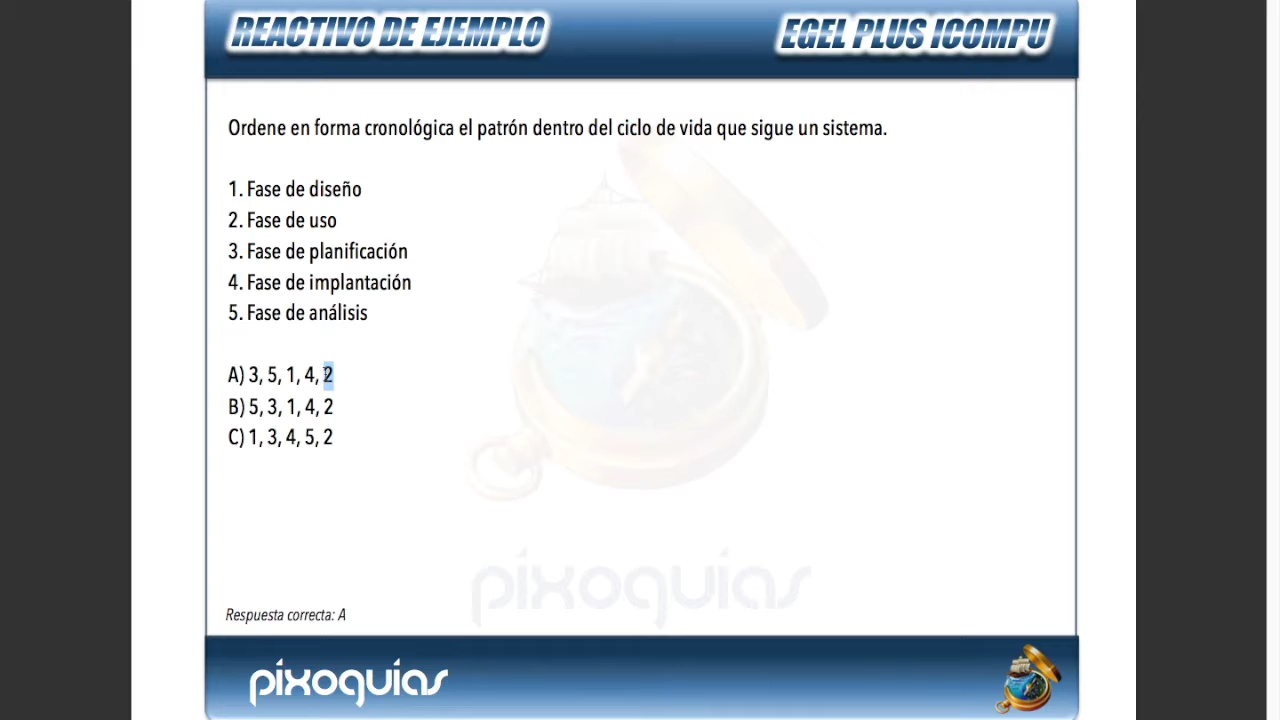 REACTIVO DE EJEMPLO
EGEL PLUS ICOMPU
Ordene en forma cronológica el patrón dentro del ciclo de vida que sigue un sistema.
1. Fase de diseño
2. Fase de uso
3. Fase de planificación
4. Fase de implantación
5. Fase de análisis
A) 3, 5, 1, 4, 2
B) 5, 3, 1, 4, 2
C) 1, 3, 4, 5, 2
pixoguías
Respuesta correcta: A
pixoguías